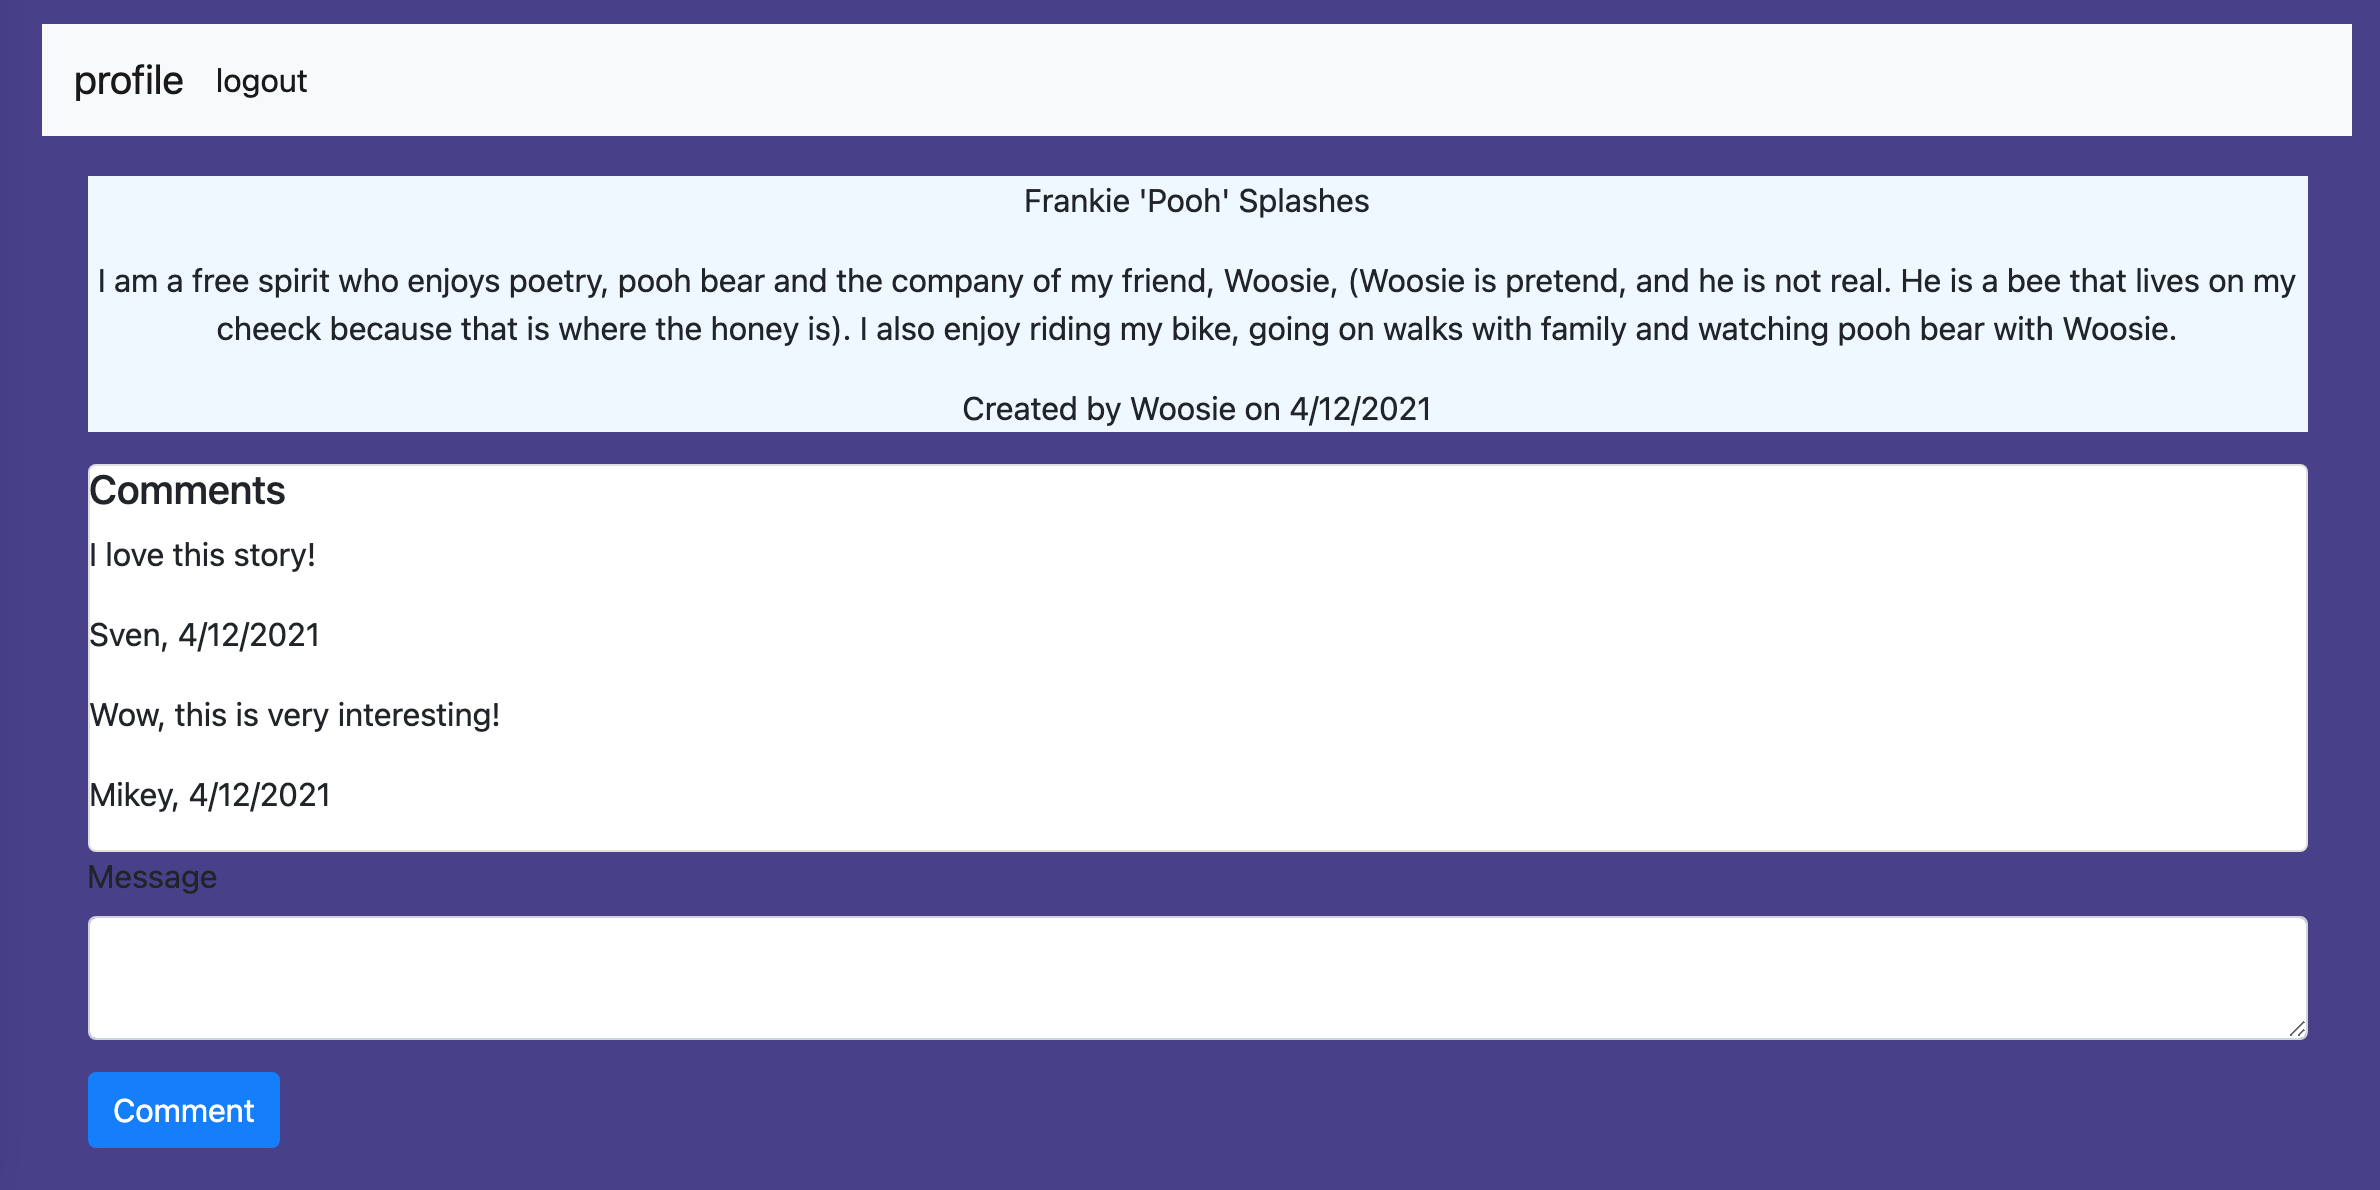 profile logout
Frankie 'Pooh' Splashes
I am a free spirit who enjoys poetry, pooh bear and the company of my friend, Woosie, (Woosie is pretend, and he is not real. He is a bee that lives on my
cheeck because that is where the honey is). I also enjoy riding my bike, going on walks with family and watching pooh bear with Woosie.
Created by Woosie on 4/12/2021
Comments
I love this story!
Sven, 4/12/2021
Wow, this is very interesting!
Mikey, 4/12/2021
Message
Comment